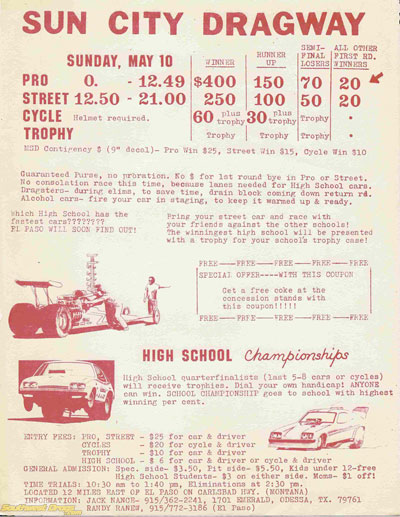 SUN CITY DRAGWAY
SUNDAY, MAY 10 WINNER RUNNER UP SEMI-FINAL LOSERS ALL OTHER FIRST RD. WINNERS
PRO 0. - 12.49 $400 150 70 20
STREET 12.50 - 21.00 250 100 50 20
CYCLE Helmet required. 60 plus trophy 30 plus trophy Trophy
TROPHY Trophy Trophy Trophy
Contigency $ (9" decal)- Pro Win $25, Street Win $15, Cycle Win $10
Guaranteed Purse, no proration. No $ for 1st round bye in Pro or Street.
No consolation race this time, because lanes needed for High School cars.
Dragsters- during elims, to save time, drain block coming down return rd.
Alcohol cars- fire your car in staging, to keep it warmed up & ready.
Which High School has the
fastest cars????????
El PASO WILL SOON FIND OUT!
Bring your street car and race with
your friends against the other schools!
The winningest high school will be presented
with a trophy for your school's trophy case!
FREE — FREE — FREE — FREE — FREE
SPECIAL OFFER----WITH THIS COUPON
Get a free coke at the
concession stands with
this coupon!!!!!
FREE — FREE — FREE — FREE — FREE
HIGH SCHOOL Championships
High School quarterfinalists (last 5-8 cars or cycles)
will receive trophies. Dial your own handicap! ANYONE
can win. SCHOOL CHAMPIONSHIP goes to school with highest
winning per cent.
ENTRY FEES: PRO, STREET - $25 for car & driver
CYCLES - $20 for cycle & driver
TROPHY - $10 for car & driver
HIGH SCHOOL - $ 6 for car & driver or cycle & driver
GENERAL ADMISSION: Spec. side- $3.50, Pit side- $5.50, Kids under 12-free
High School Students- $3 on either side. Moms- $1 off!
TIME TRIALS: 10:30 am to 1:40 pm, Eliminations at 2:00 pm.
LOCATED 12 MILES EAST OF EL PASO ON CARLSBAD HWY. (MONTANA)
INFORMATION: JACK NANCE- 915/362-2241, 1701 EMERALD, ODESSA, TX. 79761
RANDY HANEN, 915/772-3186 (El Paso)